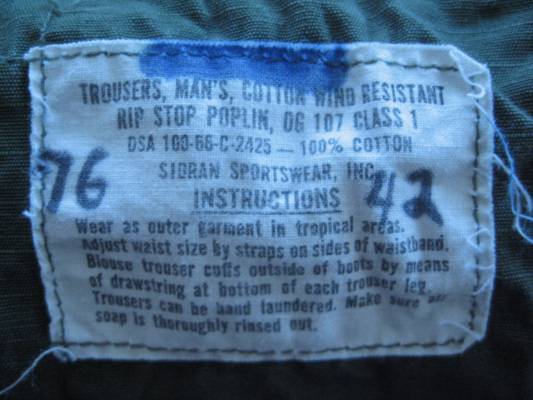 TROUSERS, MAN'S, COTTON WIND RESISTANT
RIP STOP POPLIN, OG 107 CLASS 1
DSA 100-68-C-2425 — 100% COTTON
SIDRAN SPORTSWEAR, INC.
76 INSTRUCTIONS 42
Wear as outer garment in tropical areas.
Adjust waist size by straps on sides of waistband.
Blouse trouser cuffs outside of boots by means
of drawstring at bottom of each trouser leg.
Trousers can be hand laundered. Make sure all
soap is thoroughly rinsed out.